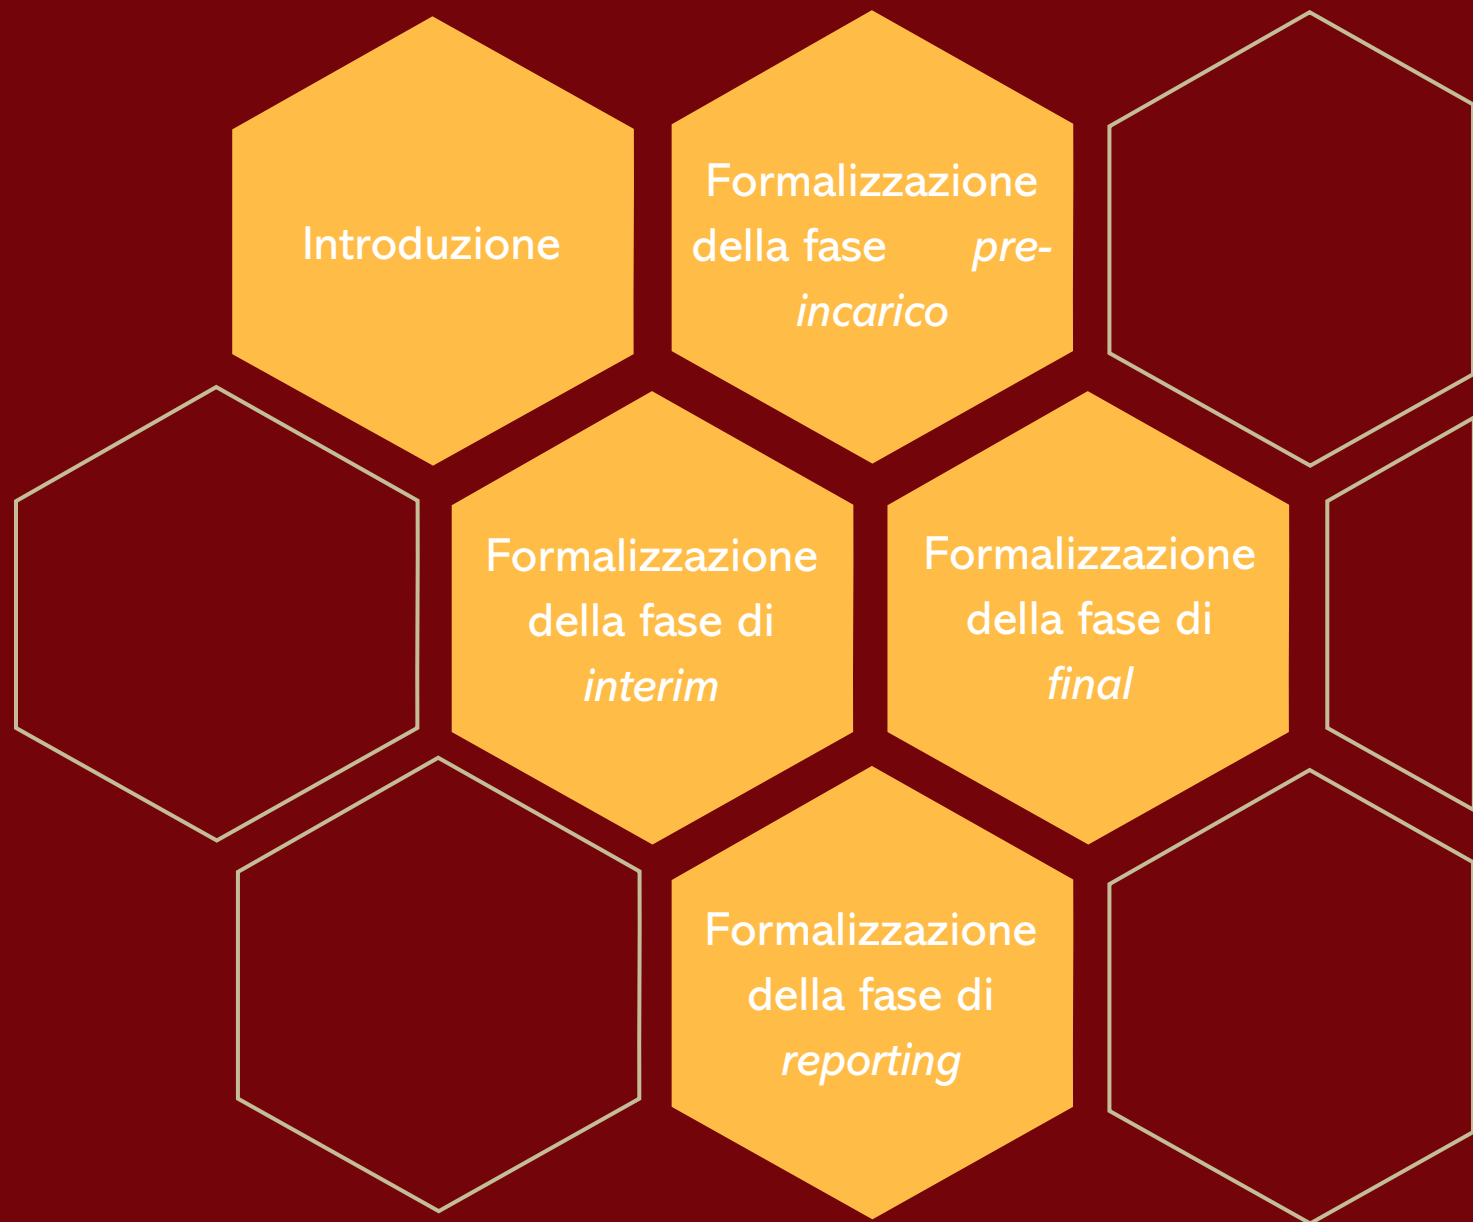 Introduzione
Formalizzazione
della fase pre-
incarico
Formalizzazione
della fase di
interim
Formalizzazione
della fase di
final
Formalizzazione
della fase di
reporting